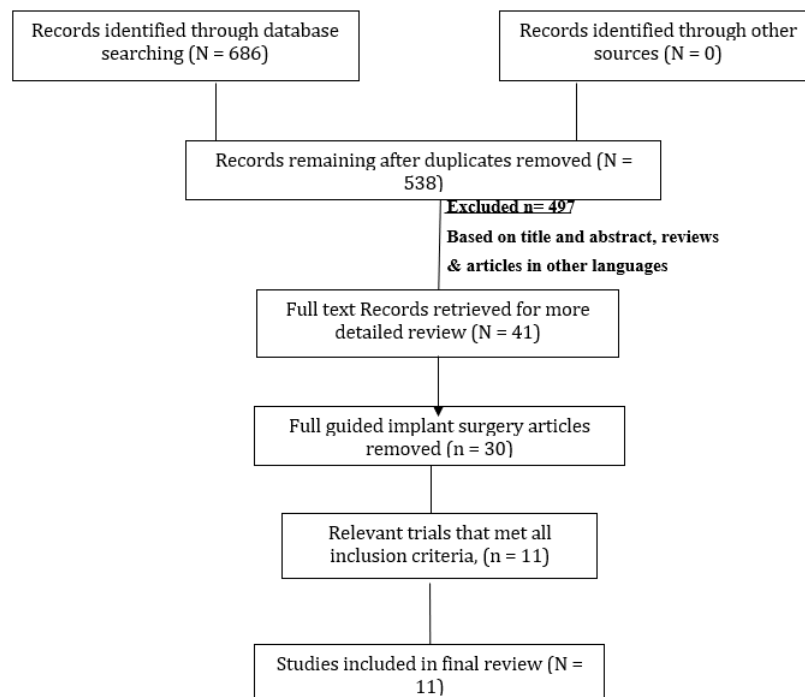 Records identified through database
searching (N = 686)
Records identified through other
sources (N = 0)
Records remaining after duplicates removed (N =
538)
Excluded n= 497
Based on title and abstract, reviews
& articles in other languages
Full text Records retrieved for more
detailed review (N = 41)
Full guided implant surgery articles
removed (n = 30)
Relevant trials that met all
inclusion criteria, (n = 11)
Studies included in final review (N =
11)